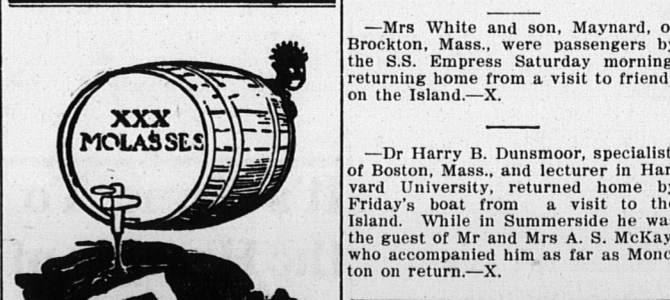 XXX
MOLASSES
—Mrs White and son, Maynard, o
Brockton, Mass., were passengers by
the S.S. Empress Saturday morning
returning home from a visit to friend
on the Island.—X.
—Dr Harry B. Dunsmoor, specialist
of Boston, Mass., and lecturer in Har
vard University, returned home by
Friday's boat from a visit to the
Island. While in Summerside he wa
the guest of Mr and Mrs A. S. McKay
who accompanied him as far as Monc
ton on return.—X.